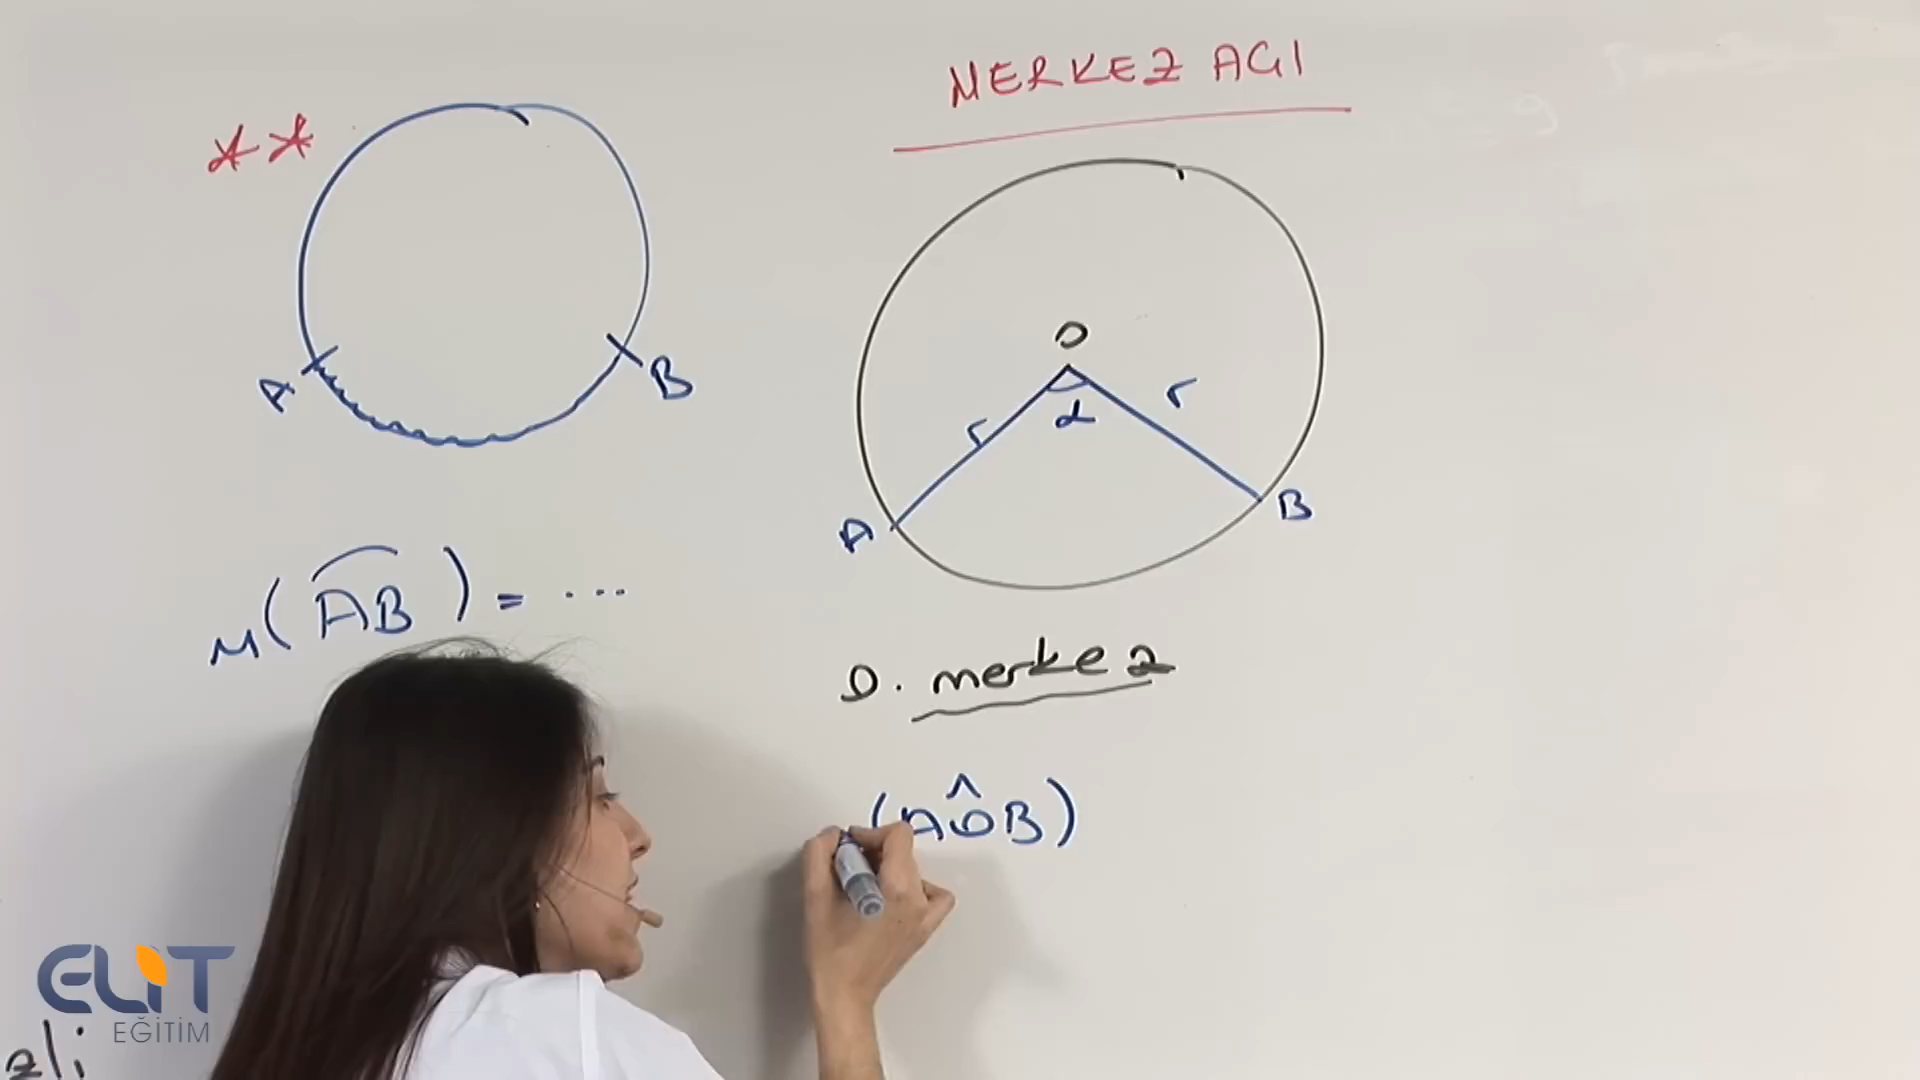 MERKEZ AÇI
**
A
B
O
r
r
α
A
B
m(AB) = ....
O. merkez
(AÔB)
ELİT
EĞİTİM